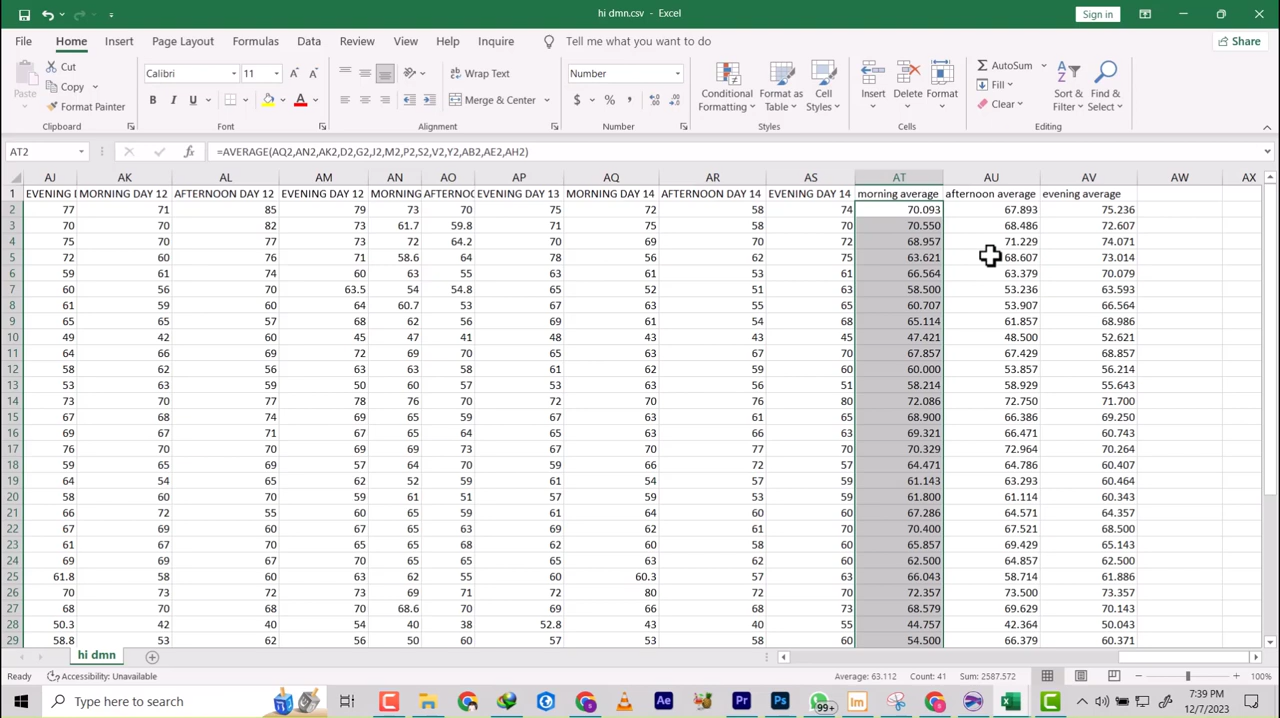 hi dmn.csv - Excel
Sign in
File Home Insert Page Layout Formulas Data Review View Help Inquire Tell me what you want to do Share
Paste Cut Copy Format Painter Clipboard
Calibri 11 B I U Font
Wrap Text Merge & Center Alignment
Number $ % Number
Conditional Formatting Format as Table Cell Styles Styles
Insert Delete Format Cells
AutoSum Fill Clear Sort & Filter Find & Select Editing
AT2 fx =AVERAGE(AQ2,AN2,AK2,D2,G2,J2,M2,P2,S2,V2,Y2,AB2,AE2,AH2)
AJ AK AL AM AN AO AP AQ AR AS AT AU AV AW AX
1 EVENING MORNING DAY 12 AFTERNOON DAY 12 EVENING DAY 12 MORNING AFTERNOO EVENING DAY 13 MORNING DAY 14 AFTERNOON DAY 14 EVENING DAY 14 morning average afternoon average evening average
2 77 71 85 79 73 70 75 72 58 74 70.093 67.893 75.236
3 70 70 82 73 61.7 59.8 71 75 58 70 70.550 68.486 72.607
4 75 70 77 73 72 64.2 70 69 70 72 68.957 71.229 74.071
5 72 60 76 71 58.6 64 78 56 62 75 63.621 68.607 73.014
6 59 61 74 60 63 55 63 61 53 61 66.564 63.379 70.079
7 60 56 70 63.5 54 54.8 65 52 51 63 58.500 53.236 63.593
8 61 59 60 64 60.7 53 67 63 55 65 60.707 53.907 66.564
9 65 65 57 68 62 56 69 61 54 68 65.114 61.857 68.986
10 49 42 60 45 47 41 48 43 43 45 47.421 48.500 52.621
11 64 66 69 72 69 70 65 63 67 70 67.857 67.429 68.857
12 58 62 56 63 63 58 61 62 59 60 60.000 53.857 56.214
13 53 63 59 50 60 57 53 63 56 51 58.214 58.929 55.643
14 73 70 77 78 76 70 72 70 76 80 72.086 72.750 71.700
15 67 68 74 69 65 59 67 63 61 65 68.900 66.386 69.250
16 69 67 71 67 65 64 65 63 66 63 69.321 66.471 60.743
17 76 70 70 69 69 73 67 70 77 70 70.329 72.964 70.264
18 59 65 69 57 64 70 59 66 72 57 64.471 64.786 60.407
19 64 54 65 62 52 59 61 54 64 60 61.143 63.293 60.464
20 58 60 70 58 61 51 57 59 53 59 61.800 61.114 60.343
21 66 72 55 60 65 59 61 64 60 60 67.286 64.571 64.357
22 67 69 60 67 65 63 69 62 61 70 70.400 67.521 68.500
23 61 67 70 65 65 68 62 60 58 60 65.857 69.429 65.143
24 69 69 67 70 65 55 61 63 62 60 62.500 64.857 62.500
25 61.8 58 60 63 62 55 60 60.3 57 63 66.043 58.714 61.886
26 70 73 72 73 69 71 72 80 70 70 72.357 73.500 73.357
27 68 70 68 70 68.6 70 69 66 68 73 68.579 69.629 70.143
28 50.3 42 40 54 40 38 52.8 43 40 55 44.757 42.364 50.043
29 58.8 53 62 56 50 60 57 53 58 60 54.500 66.379 60.371
hi dmn
Ready Accessibility: Unavailable Average: 63.112 Count: 41 Sum: 2587.572 100%
Type here to search 99+ 7:39 PM
12/7/2023